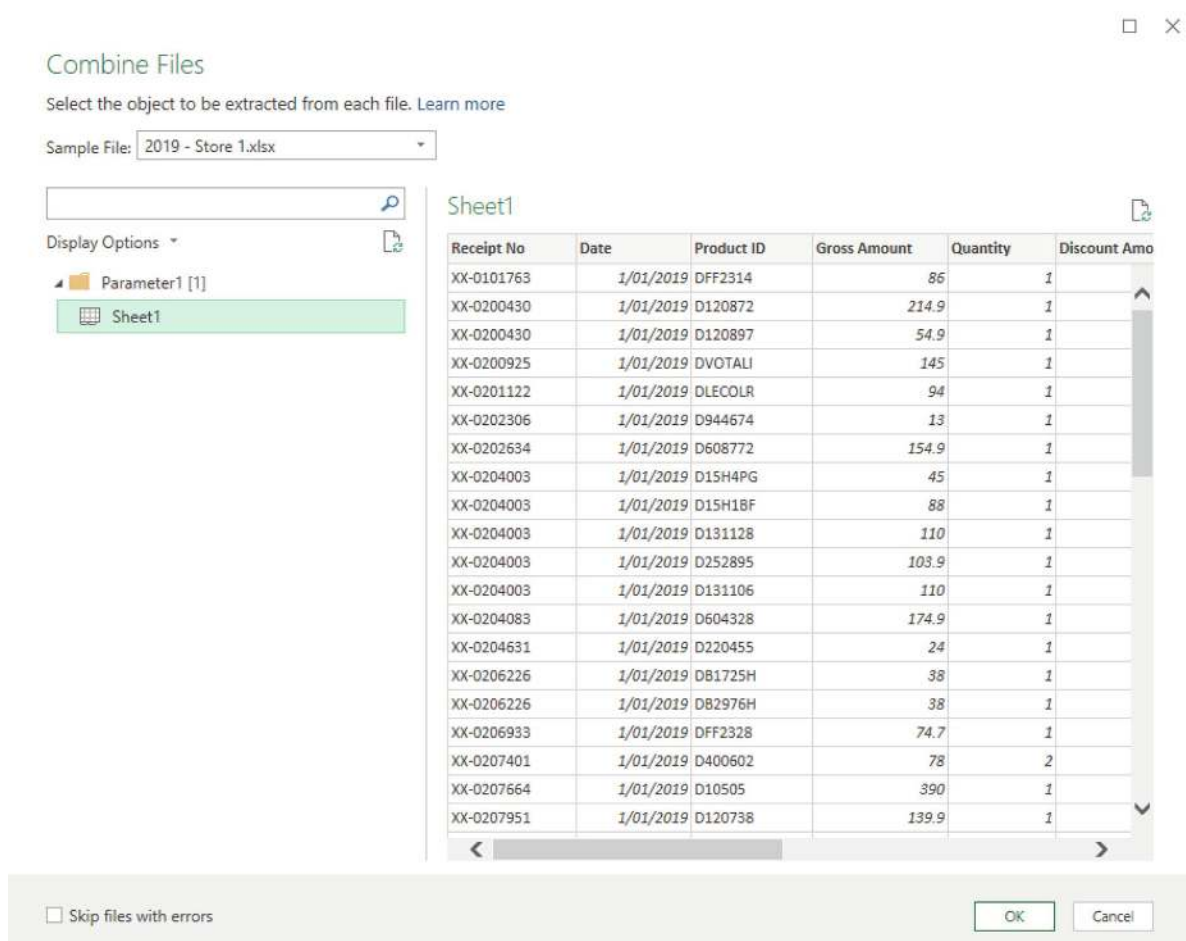 Combine Files
Select the object to be extracted from each file. Learn more
Sample File: 2019 - Store 1.xlsx
Display Options
Parameter1 [1]
Sheet1
Sheet1
Receipt No Date Product ID Gross Amount Quantity Discount Amo
XX-0101763 1/01/2019 DFF2314 86 1
XX-0200430 1/01/2019 D120872 214.9 1
XX-0200430 1/01/2019 D120897 54.9 1
XX-0200925 1/01/2019 DVOTALI 145 1
XX-0201122 1/01/2019 DLECOLR 94 1
XX-0202306 1/01/2019 D944674 13 1
XX-0202634 1/01/2019 D608772 154.9 1
XX-0204003 1/01/2019 D15H4PG 45 1
XX-0204003 1/01/2019 D15H1BF 88 1
XX-0204003 1/01/2019 D131128 110 1
XX-0204003 1/01/2019 D252895 103.9 1
XX-0204003 1/01/2019 D131106 110 1
XX-0204083 1/01/2019 D604328 174.9 1
XX-0204631 1/01/2019 D220455 24 1
XX-0206226 1/01/2019 DB1725H 38 1
XX-0206226 1/01/2019 DB2976H 38 1
XX-0206933 1/01/2019 DFF2328 74.7 1
XX-0207401 1/01/2019 D400602 78 2
XX-0207664 1/01/2019 D10505 390 1
XX-0207951 1/01/2019 D120738 139.9 1
Skip files with errors
OK Cancel